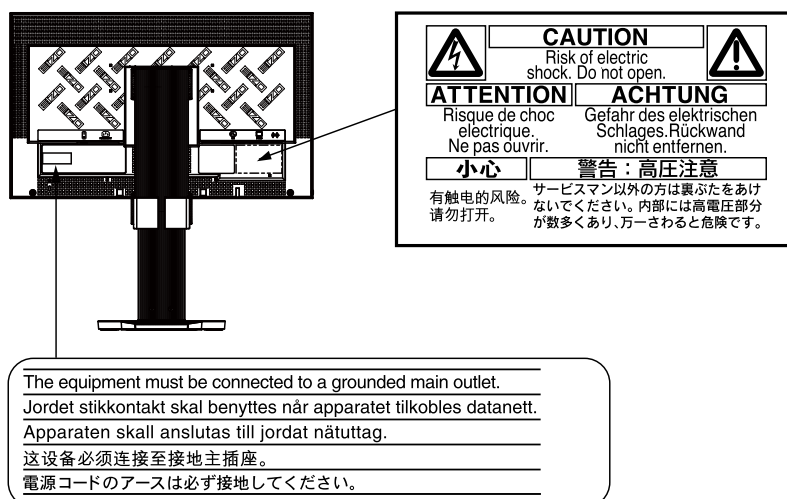 CAUTION
Risk of electric
shock. Do not open.
ATTENTION
Risque de choc
electrique.
Ne pas ouvrir.
ACHTUNG
Gefahr des elektrischen
Schlages.Rückwand
nicht entfernen.
小心
有触电的风险。
请勿打开。
警告：高圧注意
サービスマン以外の方は裏ぶたをあけ
ないでください。内部には高電圧部分
が数多くあり、万一さわると危険です。
The equipment must be connected to a grounded main outlet.
Jordet stikkontakt skal benyttes når apparatet tilkobles datanett.
Apparaten skall anslutas till jordat nätuttag.
这设备必须连接至接地主插座。
電源コードのアースは必ず接地してください。